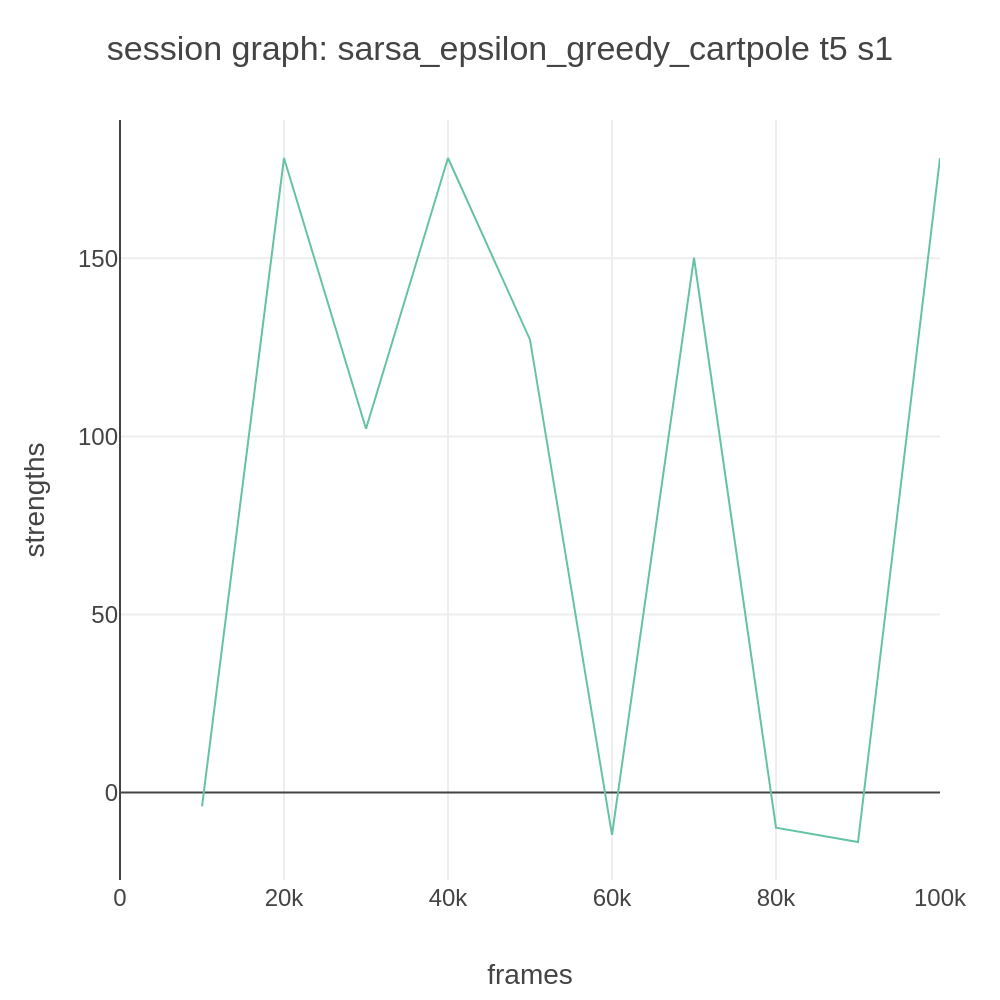 session graph: sarsa_epsilon_greedy_cartpole t5 s1
strengths
150
100
50
0
0
20k
40k
60k
80k
100k
frames